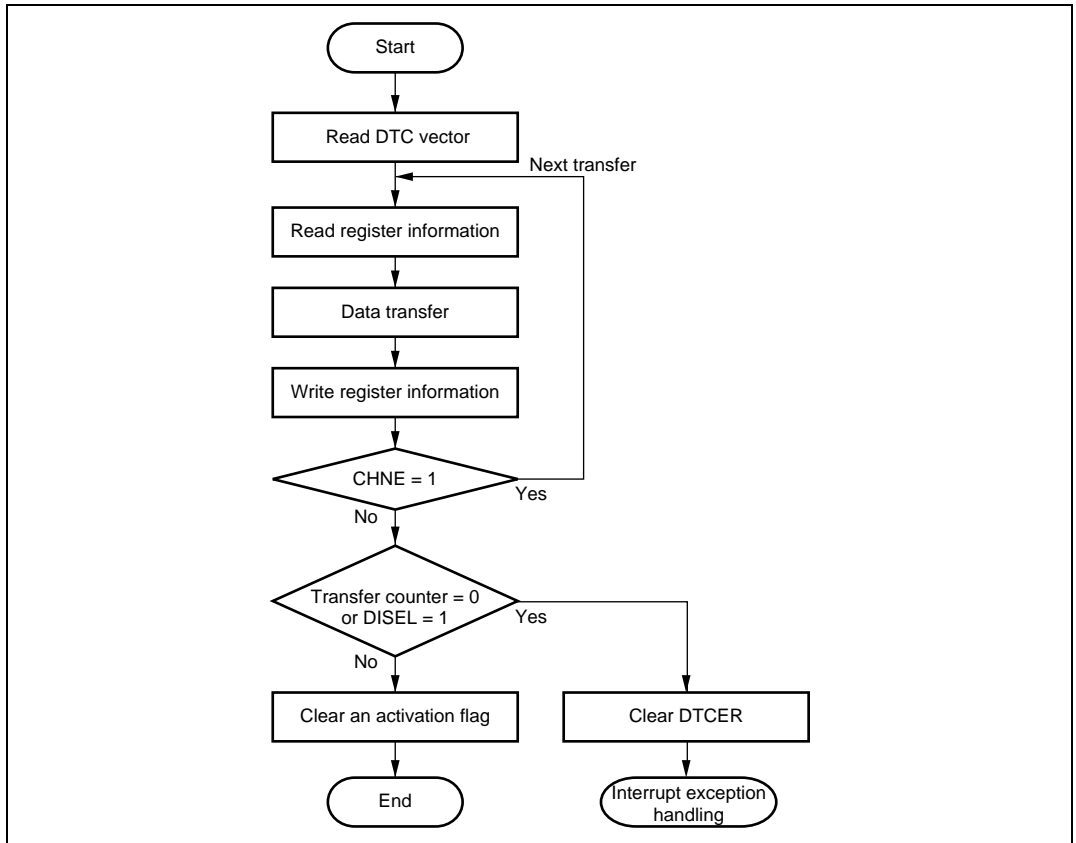 Start
Read DTC vector
Next transfer
Read register information
Data transfer
Write register information
CHNE = 1
Yes
No
Transfer counter = 0
or DISEL = 1
Yes
No
Clear an activation flag
Clear DTCER
End
Interrupt exception
handling